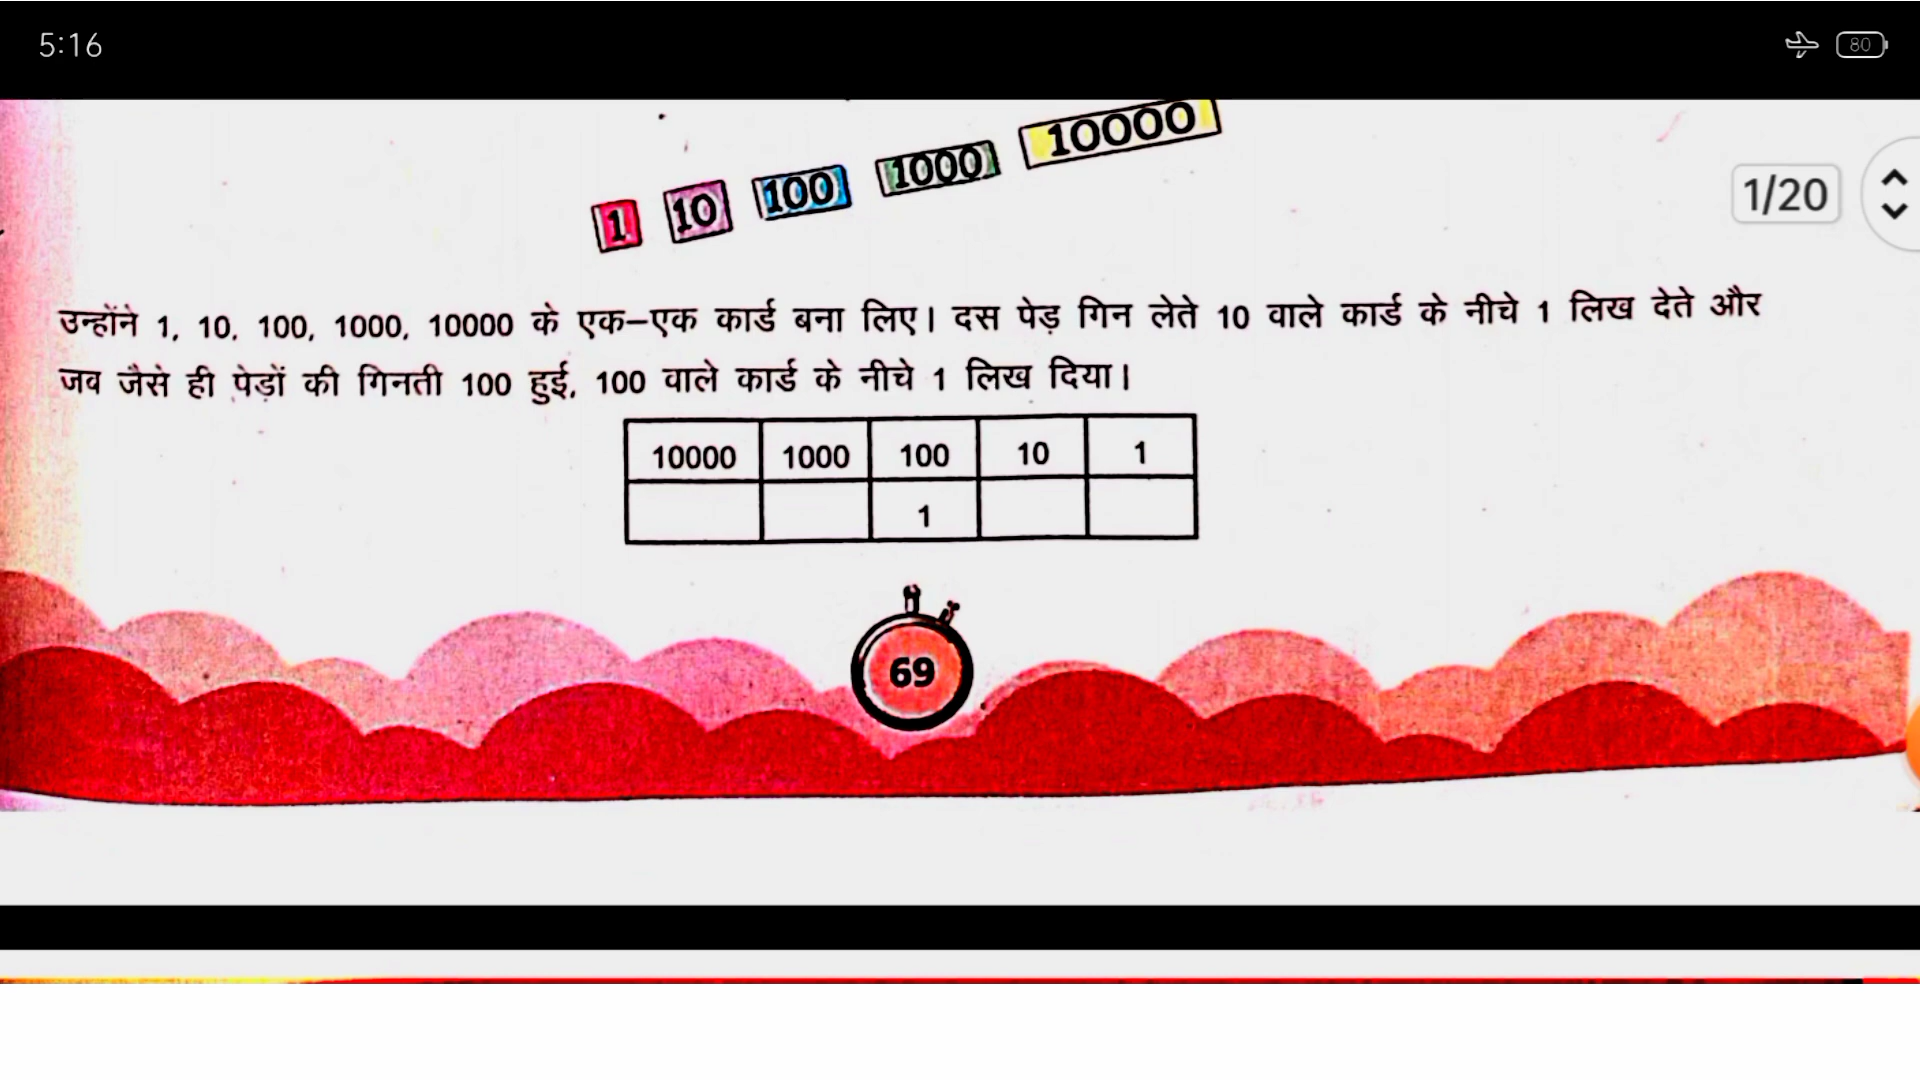 5:16
80
1 10 100 1000 10000
1/20
उन्होंने 1, 10, 100, 1000, 10000 के एक–एक कार्ड बना लिए। दस पेड़ गिन लेते 10 वाले कार्ड के नीचे 1 लिख देते और
जब जैसे ही पेड़ों की गिनती 100 हुई, 100 वाले कार्ड के नीचे 1 लिख दिया।
10000 1000 100 10 1
1
69